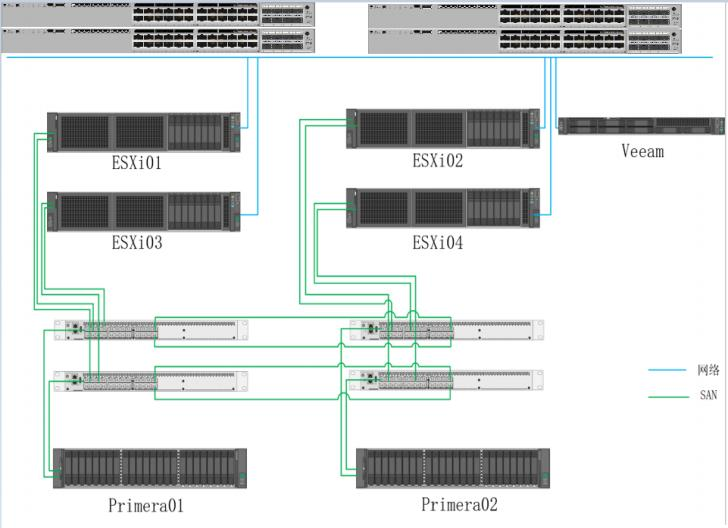 ESXi01
ESXi02
Veeam
ESXi03
ESXi04
网络
SAN
Primera01
Primera02